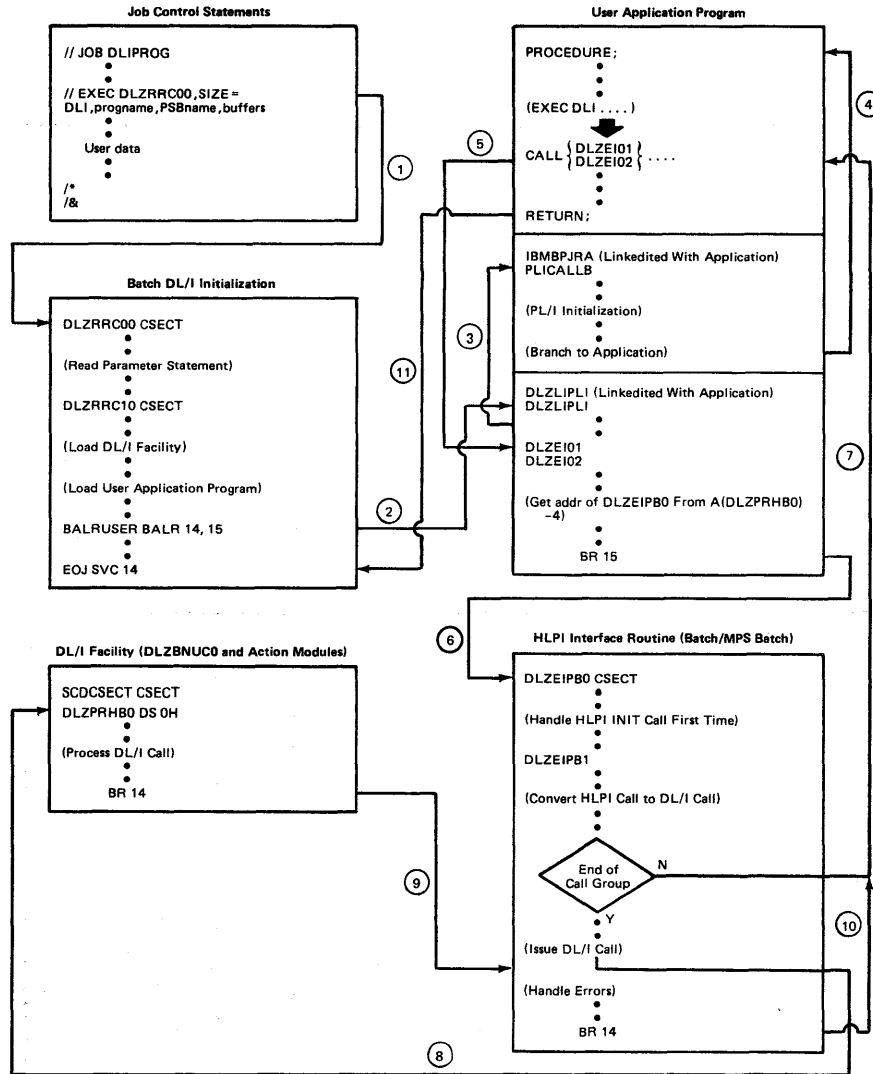 Job Control Statements
// JOB DLIPROG
// EXEC DLZRRC00,SIZE =
DLI,progname,PSBname,buffers
User data
/*
/&
1
Batch DL/I Initialization
DLZRRC00 CSECT
(Read Parameter Statement)
DLZRRC10 CSECT
(Load DL/I Facility)
(Load User Application Program)
BALRUSER BALR 14, 15
EOJ SVC 14
2
11
User Application Program
PROCEDURE;
(EXEC DLI . . . .)
CALL { DLZEI01 } . . . .
DLZEI02
RETURN;
4
5
IBMBPJRA (Linkedited With Application)
PLICALLB
(PL/I Initialization)
(Branch to Application)
3
DLZLIPLI (Linkedited With Application)
DLZLIPLI
DLZEI01
DLZEI02
(Get addr of DLZEIPB0 From A(DLZPRHB0)
-4)
BR 15
7
6
DL/I Facility (DLZBNUC0 and Action Modules)
SCDCSECT CSECT
DLZPRHB0 DS 0H
(Process DL/I Call)
BR 14
9
HLPI Interface Routine (Batch/MPS Batch)
DLZEIPB0 CSECT
(Handle HLPI INIT Call First Time)
DLZEIPB1
(Convert HLPI Call to DL/I Call)
End of
Call Group
N
Y
(Issue DL/I Call)
(Handle Errors)
BR 14
10
8